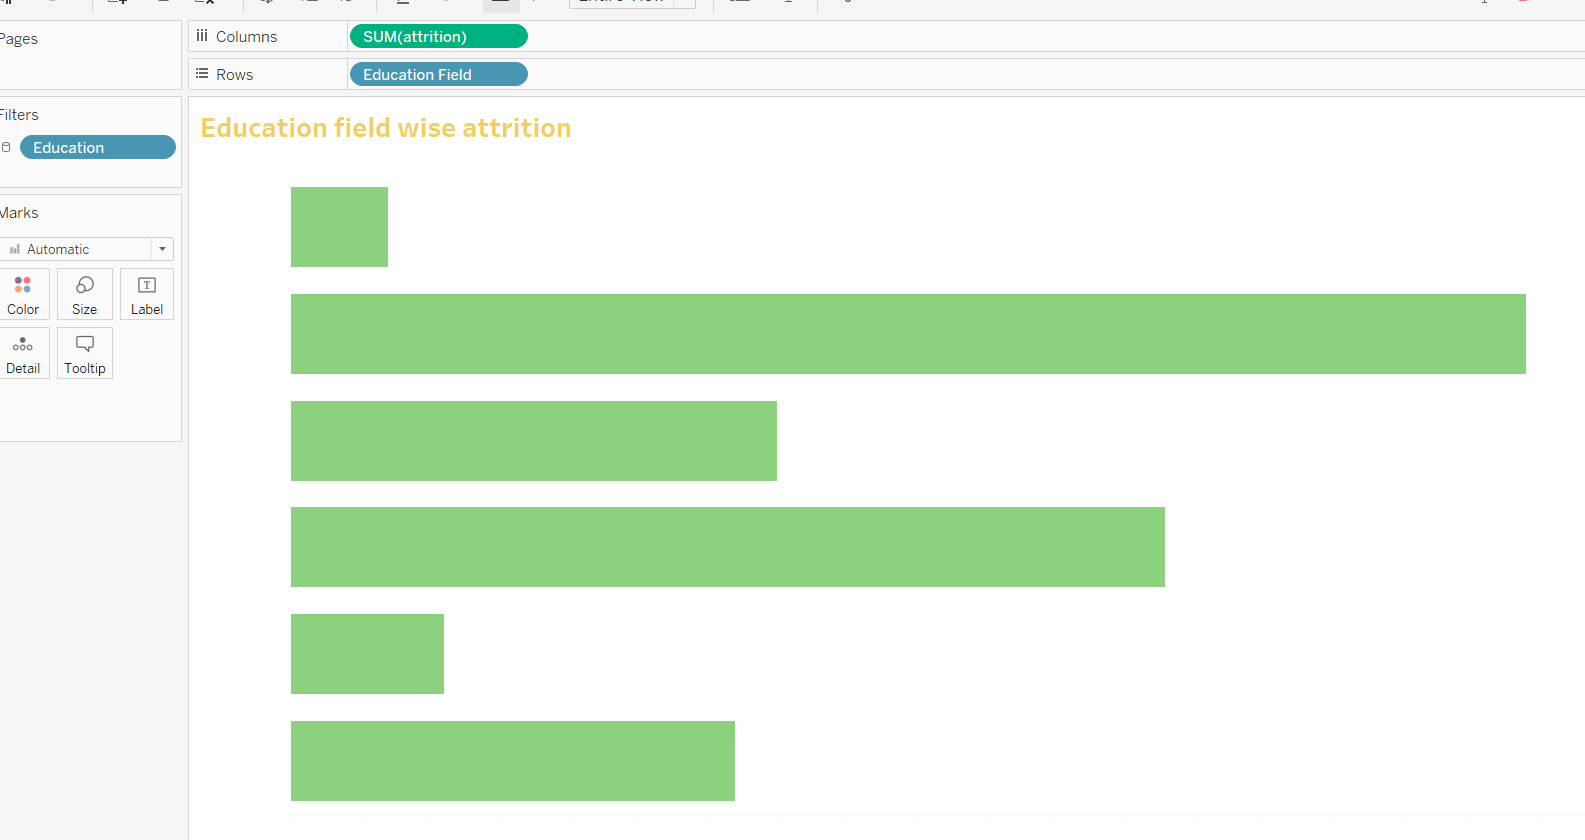 Columns
SUM(attrition)
Rows
Education Field
Pages
Filters
Education
Marks
Automatic
Color
Size
T
Label
Detail
Tooltip
Education field wise attrition